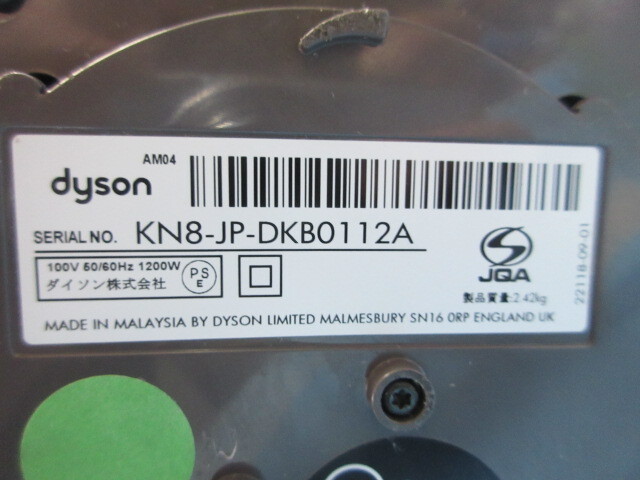 AM04
dyson
SERIAL NO. KN8-JP-DKB0112A
100V 50/60Hz 1200W
ダイソン株式会社
PS
E
JQA
製品質量:2.42kg
22118-09-01
MADE IN MALAYSIA BY DYSON LIMITED MALMESBURY SN16 0RP ENGLAND UK